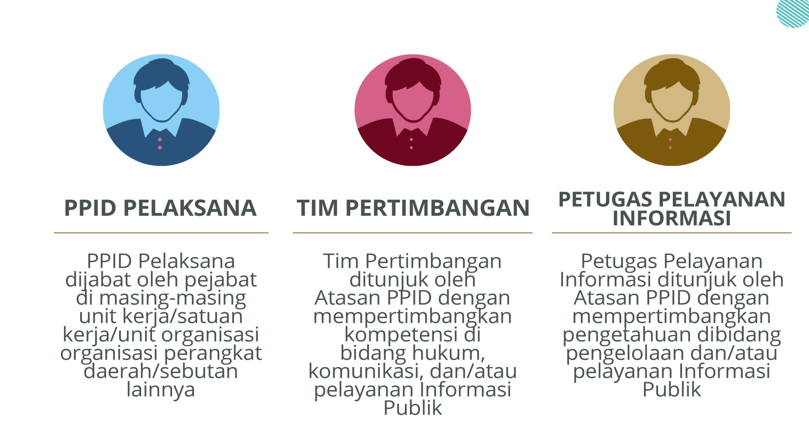 PPID PELAKSANA
PPID Pelaksana
dijabat oleh pejabat
di masing-masing
unit kerja/satuan
kerja/unit organisasi
organisasi perangkat
daerah/sebutan
lainnya
TIM PERTIMBANGAN
Tim Pertimbangan
ditunjuk oleh
Atasan PPID dengan
mempertimbangkan
kompetensi di
bidang hukum,
komunikasi, dan/atau
pelayanan Informasi
Publik
PETUGAS PELAYANAN
INFORMASI
Petugas Pelayanan
Informasi ditunjuk oleh
Atasan PPID dengan
mempertimbangkan
pengetahuan dibidang
pengelolaan dan/atau
pelayanan Informasi
Publik